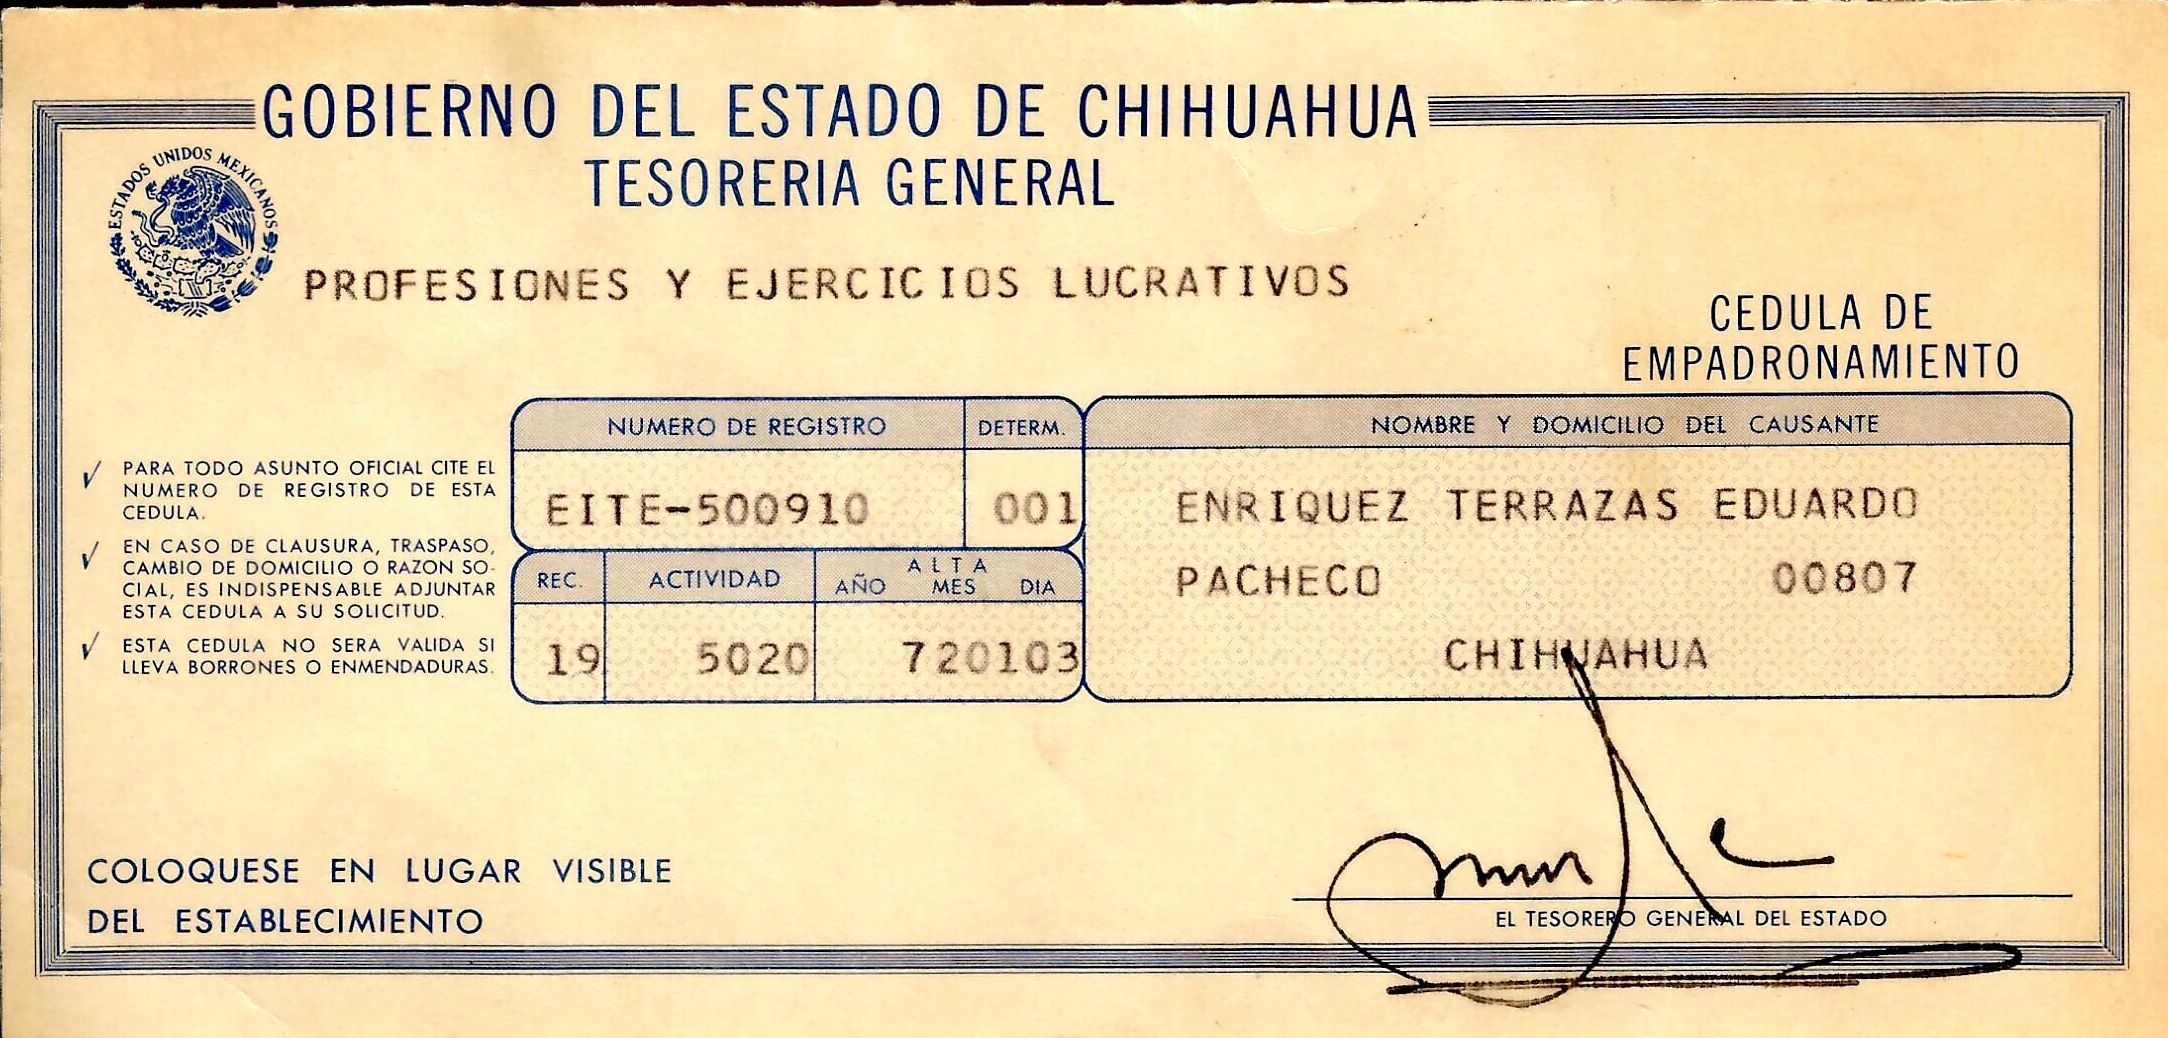 GOBIERNO DEL ESTADO DE CHIHUAHUA
TESORERIA GENERAL
ESTADOS UNIDOS MEXICANOS
PROFESIONES Y EJERCICIOS LUCRATIVOS
CEDULA DE
EMPADRONAMIENTO
✓ PARA TODO ASUNTO OFICIAL CITE EL
NUMERO DE REGISTRO DE ESTA
CEDULA.
✓ EN CASO DE CLAUSURA, TRASPASO,
CAMBIO DE DOMICILIO O RAZON SO-
CIAL, ES INDISPENSABLE ADJUNTAR
ESTA CEDULA A SU SOLICITUD.
✓ ESTA CEDULA NO SERA VALIDA SI
LLEVA BORRONES O ENMENDADURAS.
NUMERO DE REGISTRO DETERM.
EITE-500910 001
REC. ACTIVIDAD ALTA
AÑO MES DIA
19 5020 720103
NOMBRE Y DOMICILIO DEL CAUSANTE
ENRIQUEZ TERRAZAS EDUARDO
PACHECO 00807
CHIHUAHUA
COLOQUESE EN LUGAR VISIBLE
DEL ESTABLECIMIENTO
EL TESORERO GENERAL DEL ESTADO